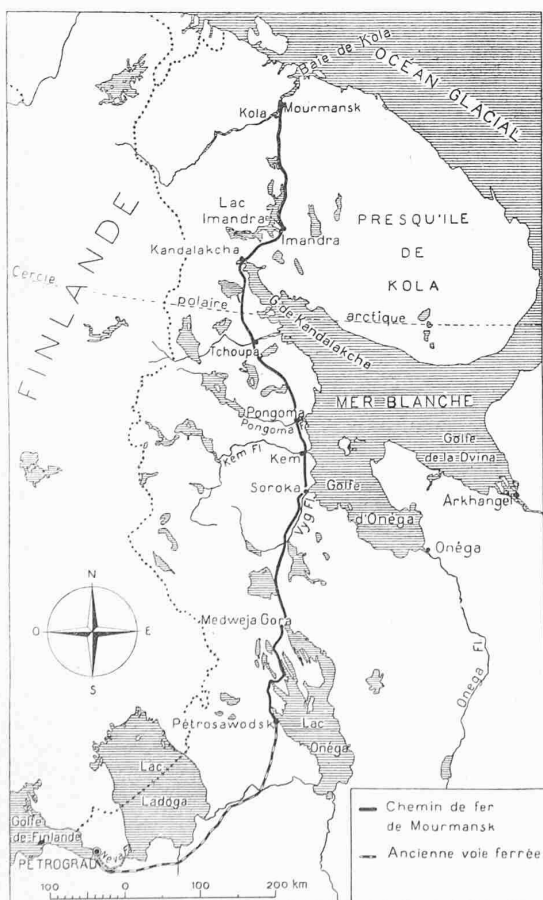 Baie de Kola
OCÉAN GLACIAL
Kola
Mourmansk
Lac
Imandra
Imandra
PRESQU'ILE
DE
KOLA
Kandalakcha
FINLANDE
Cercle
polaire
arctique
G. de Kandalakcha
Tchoupa
MER BLANCHE
Pongoma
Pongoma Fl.
Kem Fl
Kem
Golfe
de la Dvina
Soroka
Golfe
d'Onéga
Arkhangel
Vyg Fl.
Onéga
N
O
E
S
Medweja Gora
Onéga Fl.
Pétrosawodsk
Lac
Onéga
Lac
Ladoga
Golfe
de Finlande
PÉTROGRAD
Neva
Chemin de fer
de Mourmansk
Ancienne voie ferrée
100
0
100
200 km